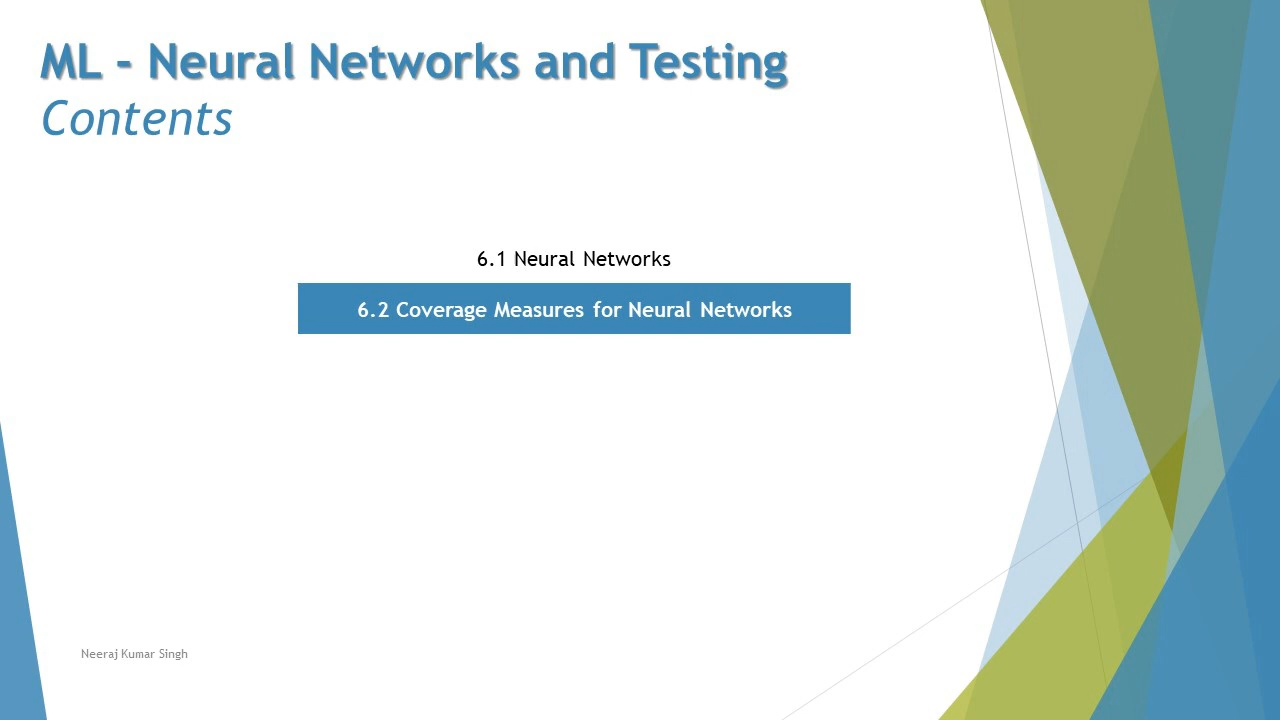 ML - Neural Networks and Testing
Contents
6.1 Neural Networks
6.2 Coverage Measures for Neural Networks
Neeraj Kumar Singh